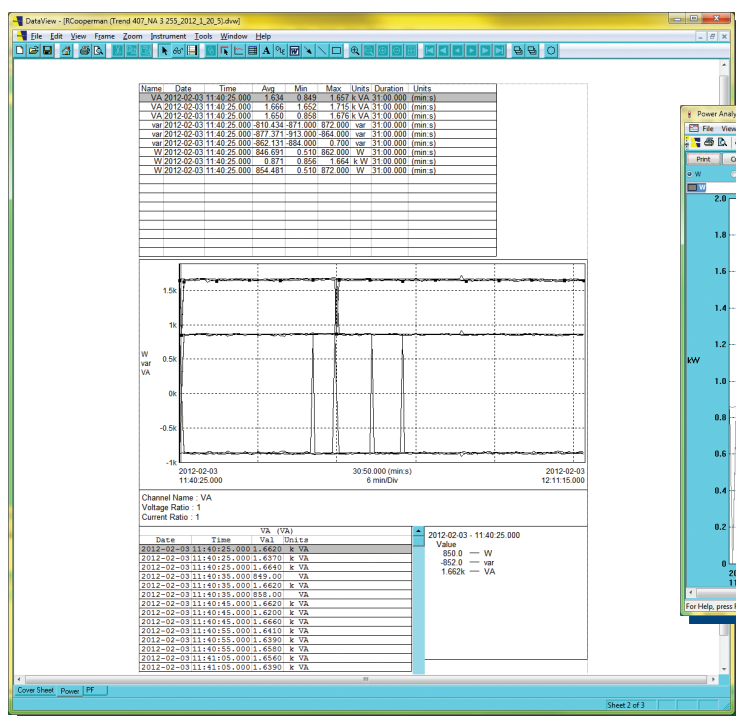 DataView - [RCooperman (Trend 407_NA 3 255_2012_1_20_5).dvw]
File Edit View Frame Zoom Instrument Tools Window Help
Name Date Time Avg Min Max Units Duration Units
VA 2012-02-03 11:40:25.000 1.634 0.849 1.657 k VA 31:00.000 (min:s)
VA 2012-02-03 11:40:25.000 1.666 1.652 1.715 k VA 31:00.000 (min:s)
VA 2012-02-03 11:40:25.000 1.650 0.858 1.676 k VA 31:00.000 (min:s)
var 2012-02-03 11:40:25.000 -810.434 -871.000 872.000 var 31:00.000 (min:s)
var 2012-02-03 11:40:25.000 -877.371 -913.000 -864.000 var 31:00.000 (min:s)
var 2012-02-03 11:40:25.000 -862.131 -884.000 0.700 var 31:00.000 (min:s)
W 2012-02-03 11:40:25.000 846.691 0.510 862.000 W 31:00.000 (min:s)
W 2012-02-03 11:40:25.000 0.871 0.856 1.664 k W 31:00.000 (min:s)
W 2012-02-03 11:40:25.000 854.481 0.510 872.000 W 31:00.000 (min:s)
1.5k
1k
W
var
VA
0.5k
0k
-0.5k
-1k
2012-02-03 30:50.000 (min:s) 2012-02-03
11:40:25.000 6 min/Div 12:11:15.000
Channel Name : VA
Voltage Ratio : 1
Current Ratio : 1
VA (VA)
Date Time Val Units
2012-02-03 11:40:25.000 1.6620 k VA
2012-02-03 11:40:25.000 1.6370 k VA
2012-02-03 11:40:25.000 1.6640 k VA
2012-02-03 11:40:35.000 849.00 VA
2012-02-03 11:40:35.000 1.6620 k VA
2012-02-03 11:40:35.000 858.00 VA
2012-02-03 11:40:45.000 1.6620 k VA
2012-02-03 11:40:45.000 1.6200 k VA
2012-02-03 11:40:45.000 1.6660 k VA
2012-02-03 11:40:55.000 1.6410 k VA
2012-02-03 11:40:55.000 1.6390 k VA
2012-02-03 11:40:55.000 1.6580 k VA
2012-02-03 11:41:05.000 1.6560 k VA
2012-02-03 11:41:05.000 1.6390 k VA
2012-02-03 - 11:40:25.000
Value
850.0 — W
-852.0 — var
1.662k — VA
Cover Sheet Power PF
Sheet 2 of 3
Power Analy
File View
Print
W
W
2.0
1.8
1.6
1.4
1.2
kW
1.0
0.8
0.6
0.4
0.2
0
For Help, press